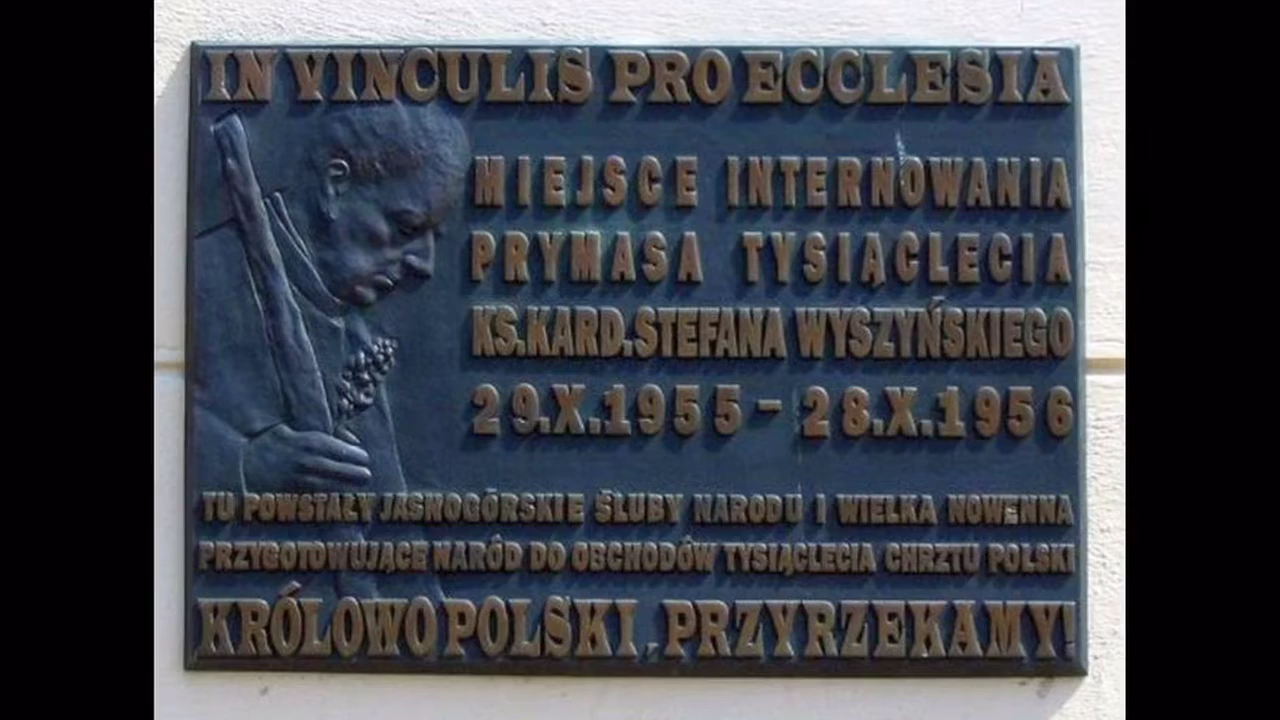 IN VINCULIS PRO ECCLESIA
MIEJSCE INTERNOWANIA
PRYMASA TYSIĄCLECIA
KS.KARD.STEFANA WYSZYŃSKIEGO
29.X.1955 - 28.X.1956
TU POWSTAŁY JASNOGÓRSKIE ŚLUBY NARODU I WIELKA NOWENNA
PRZYGOTOWUJĄCE NARÓD DO OBCHODÓW TYSIĄCLECIA CHRZTU POLSKI
KRÓLOWO POLSKI, PRZYRZEKAMY!